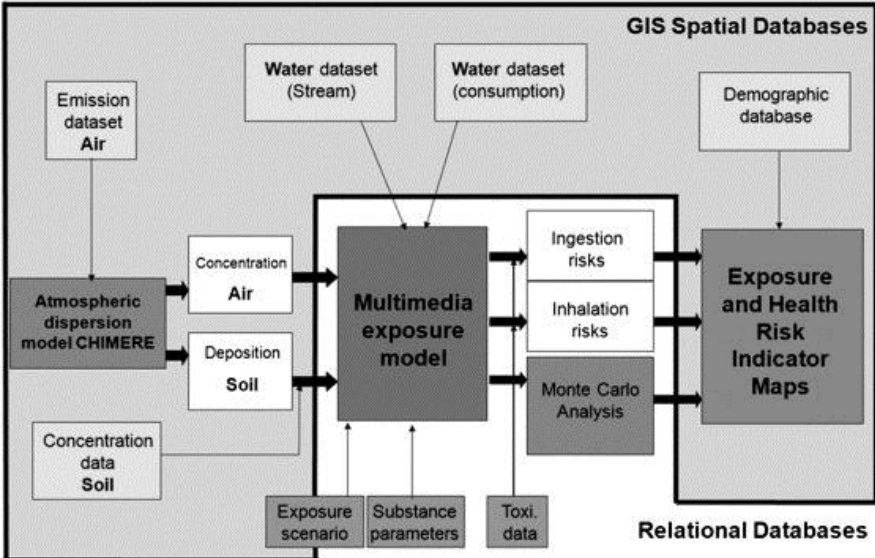 GIS Spatial Databases
Water dataset
(Stream)
Water dataset
(consumption)
Emission
dataset
Air
Demographic
database
Concentration
Air
Atmospheric
dispersion
model CHIMERE
Deposition
Soil
Concentration
data
Soil
Multimedia
exposure
model
Ingestion
risks
Inhalation
risks
Monte Carlo
Analysis
Exposure
and Health
Risk
Indicator
Maps
Exposure
scenario
Substance
parameters
Toxi.
data
Relational Databases